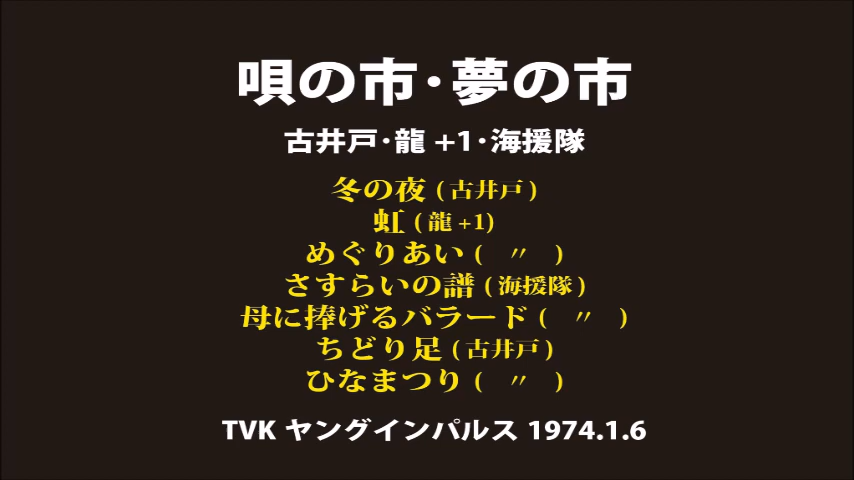 唄の市・夢の市
古井戸・龍 +1・海援隊
冬の夜 (古井戸)
虹 (龍 +1)
めぐりあい ( 〃 )
さすらいの譜 (海援隊)
母に捧げるバラード ( 〃 )
ちどり足 (古井戸)
ひなまつり ( 〃 )
TVK ヤングインパルス 1974.1.6